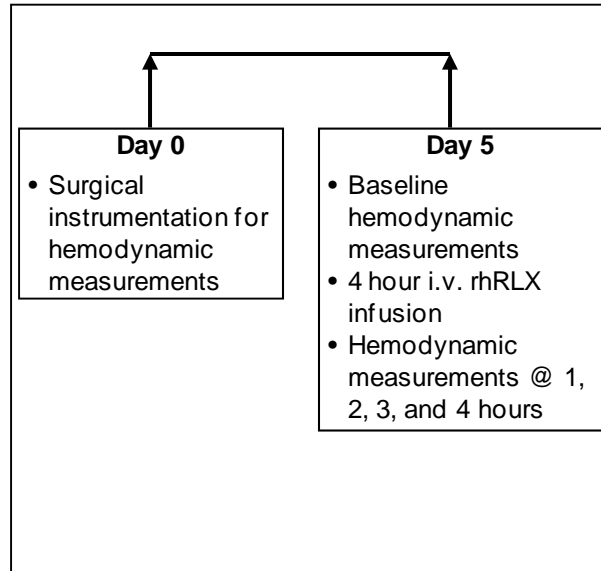 Day 0
• Surgical
instrumentation for
hemodynamic
measurements
Day 5
• Baseline
hemodynamic
measurements
• 4 hour i.v. rhRLX
infusion
• Hemodynamic
measurements @ 1,
2, 3, and 4 hours